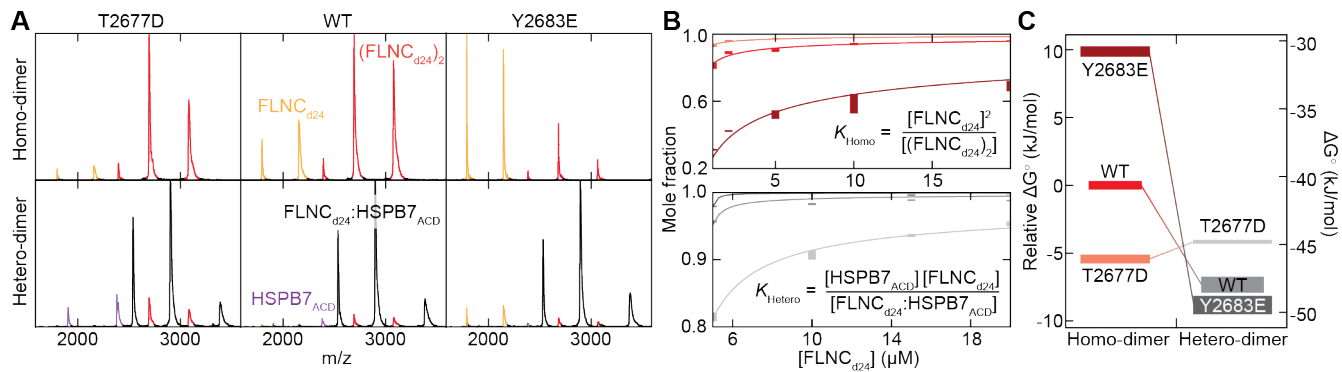 A
T2677D
WT
Y2683E
Homo-dimer
Hetero-dimer
FLNCd24
(FLNCd24)2
FLNCd24:HSPB7ACD
HSPB7ACD
2000
3000
2000
3000
2000
3000
m/z
B
Mole fraction
1.0
0.6
0.2
5
10
15
KHomo = [FLNCd24]2
[(FLNCd24)2]
1.0
0.9
0.8
6
10
14
18
KHetero = [HSPB7ACD] [FLNCd24]
[FLNCd24:HSPB7ACD]
[FLNCd24] (μM)
C
Relative ΔG° (kJ/mol)
10
5
0
-5
-10
Y2683E
WT
T2677D
T2677D
WT
Y2683E
Homo-dimer
Hetero-dimer
-30
-35
-40
-45
-50
ΔG° (kJ/mol)